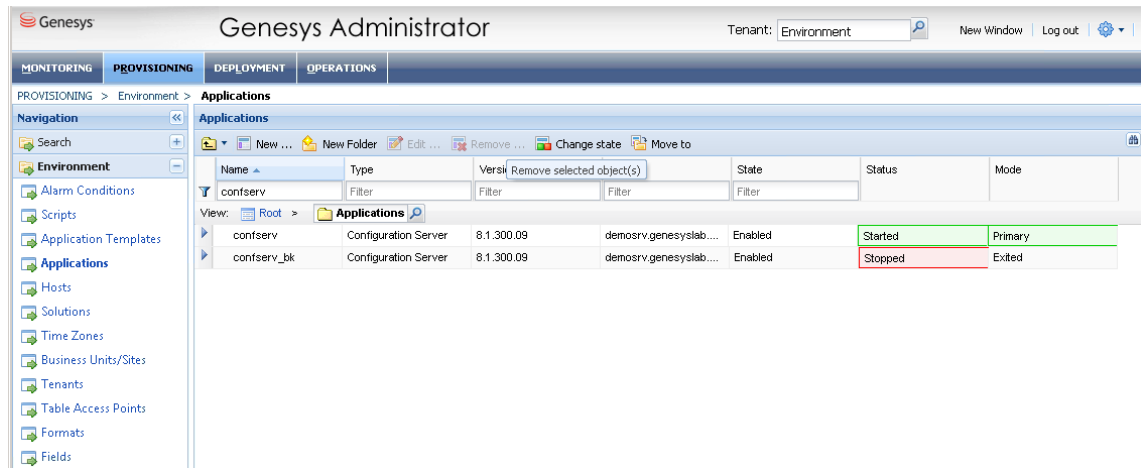 Genesys Genesys Administrator Tenant: Environment New Window Log out
MONITORING PROVISIONING DEPLOYMENT OPERATIONS
PROVISIONING > Environment > Applications
Navigation Applications
Search New ... New Folder Edit ... Remove ... Change state Move to
Environment Name Type Versi State Status Mode
Remove selected object(s)
Alarm Conditions confserv Filter Filter Filter Filter
Scripts View: Root > Applications
Application Templates confserv Configuration Server 8.1.300.09 demosrv.genesyslab.... Enabled Started Primary
Applications confserv_bk Configuration Server 8.1.300.09 demosrv.genesyslab.... Enabled Stopped Exited
Hosts
Solutions
Time Zones
Business Units/Sites
Tenants
Table Access Points
Formats
Fields